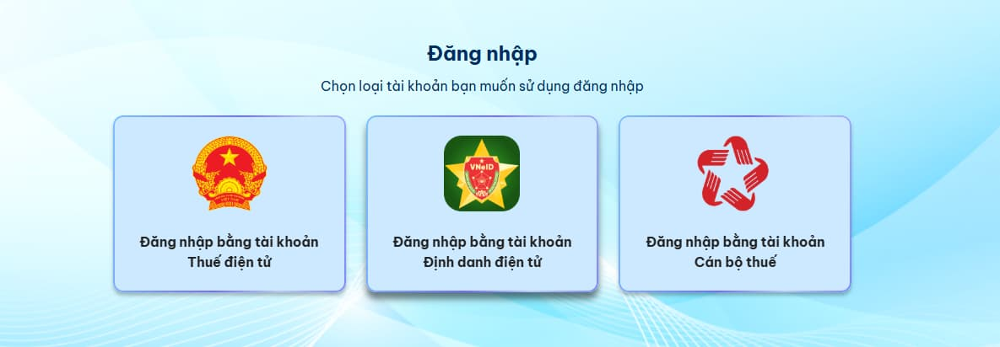 Đăng nhập
Chọn loại tài khoản bạn muốn sử dụng đăng nhập
VNeID
Đăng nhập bằng tài khoản
Thuế điện tử
Đăng nhập bằng tài khoản
Định danh điện tử
Đăng nhập bằng tài khoản
Cán bộ thuế